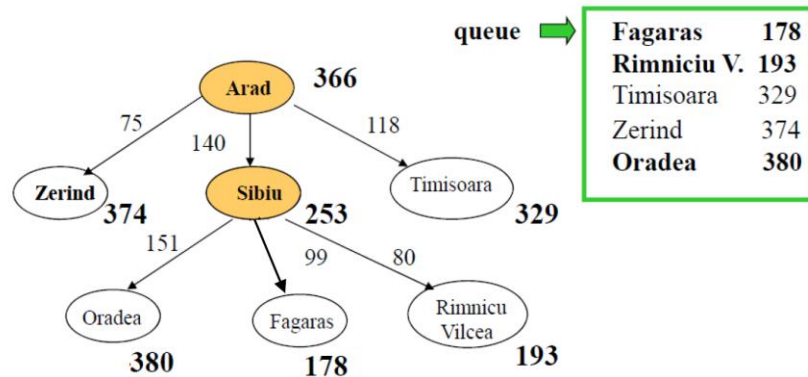 queue
Fagaras 178
Rimniciu V. 193
Timisoara 329
Zerind 374
Oradea 380
Arad 366
75
140
118
Zerind
374
Sibiu
253
Timisoara
329
151
99
80
Oradea
380
Fagaras
178
Rimnicu
Vilcea
193